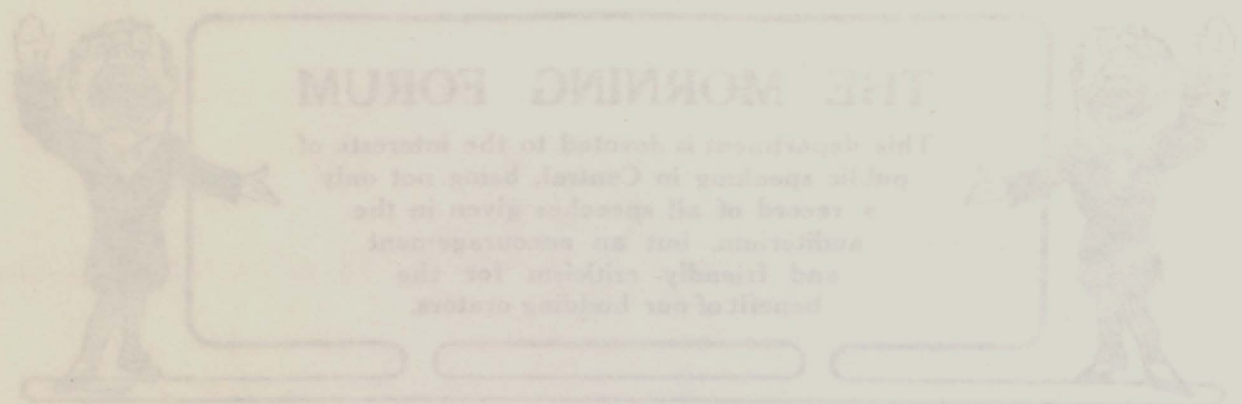 THE MORNING FORUM
This department is devoted to the interests of
public speaking in Central, being not only
a record of all speeches given in the
auditorium, but an encouragement
and friendly criticism for the
benefit of our budding orators.